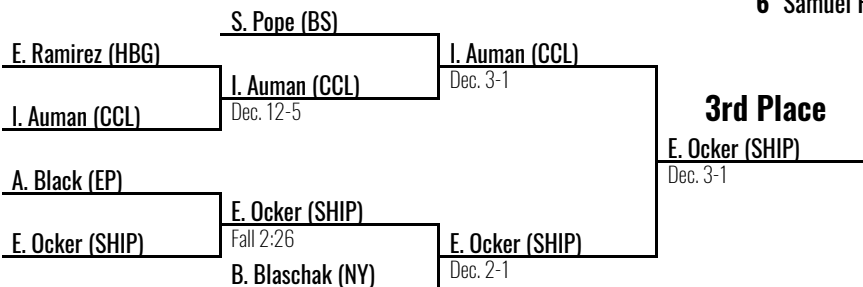 6 Samuel
S. Pope (BS)
E. Ramirez (HBG)
I. Auman (CCL)
I. Auman (CCL)
Dec. 3-1
I. Auman (CCL)
Dec. 12-5
3rd Place
E. Ocker (SHIP)
Dec. 3-1
A. Black (EP)
E. Ocker (SHIP)
Fall 2:26
E. Ocker (SHIP)
E. Ocker (SHIP)
Dec. 2-1
B. Blaschak (NY)